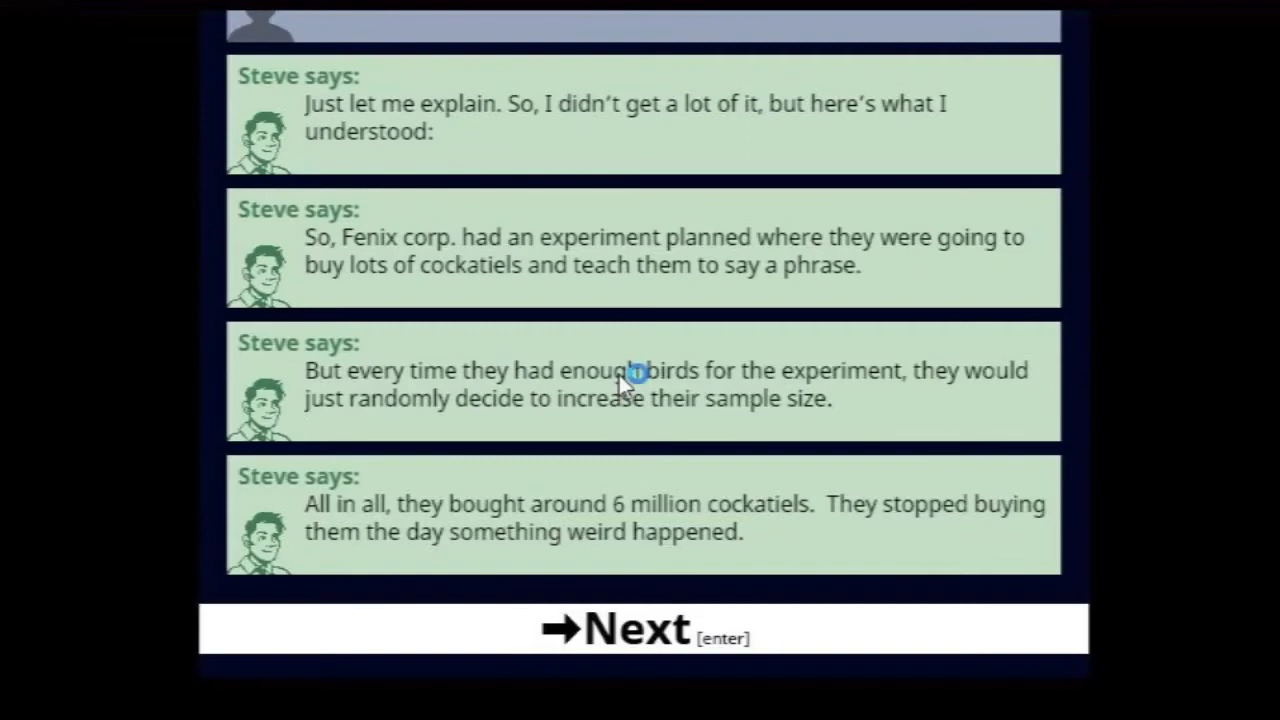 Steve says:
Just let me explain. So, I didn't get a lot of it, but here's what I
understood:
Steve says:
So, Fenix corp. had an experiment planned where they were going to
buy lots of cockatiels and teach them to say a phrase.
Steve says:
But every time they had enough birds for the experiment, they would
just randomly decide to increase their sample size.
Steve says:
All in all, they bought around 6 million cockatiels.  They stopped buying
them the day something weird happened.
➡Next [enter]